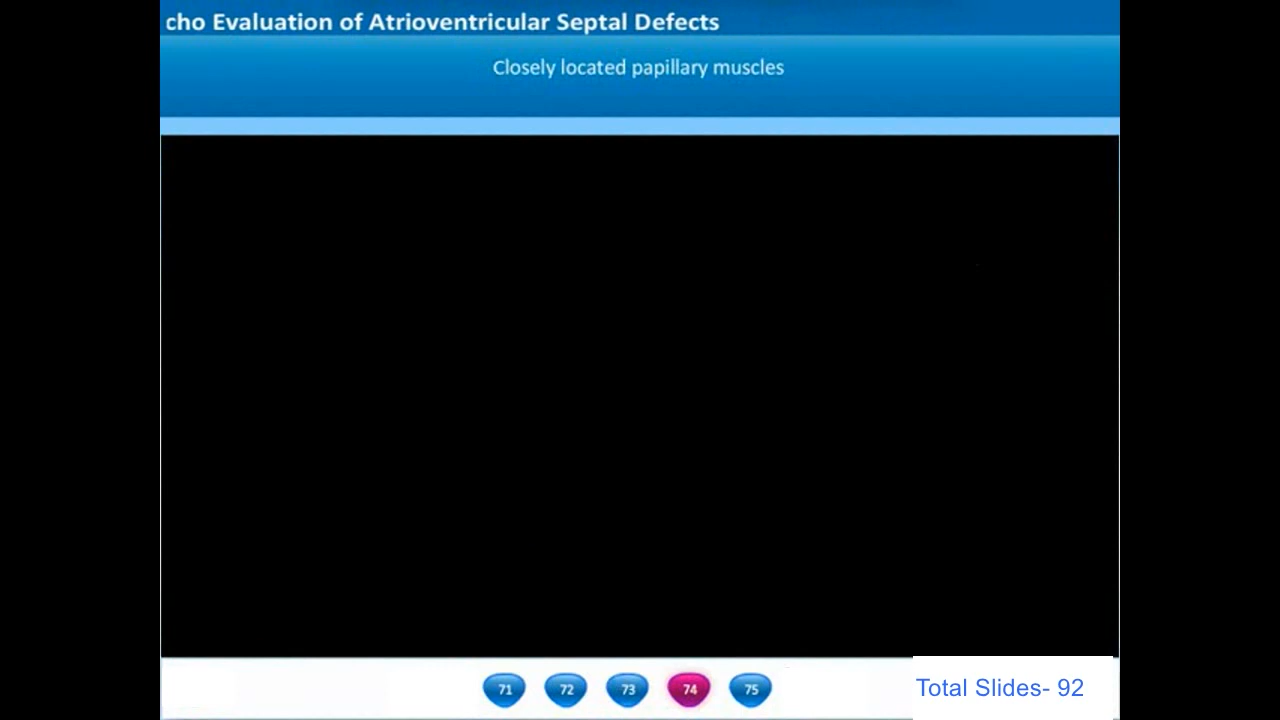 cho Evaluation of Atrioventricular Septal Defects
Closely located papillary muscles
71 72 73 74 75
Total Slides- 92